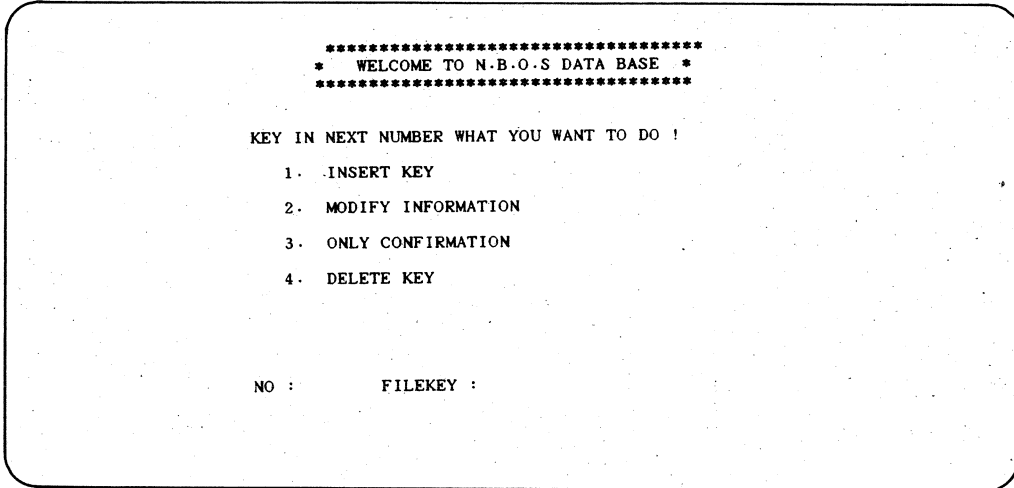 ***********************************
* WELCOME TO N.B.O.S DATA BASE *
***********************************
KEY IN NEXT NUMBER WHAT YOU WANT TO DO !
1. INSERT KEY
2. MODIFY INFORMATION
3. ONLY CONFIRMATION
4. DELETE KEY
NO : FILEKEY :